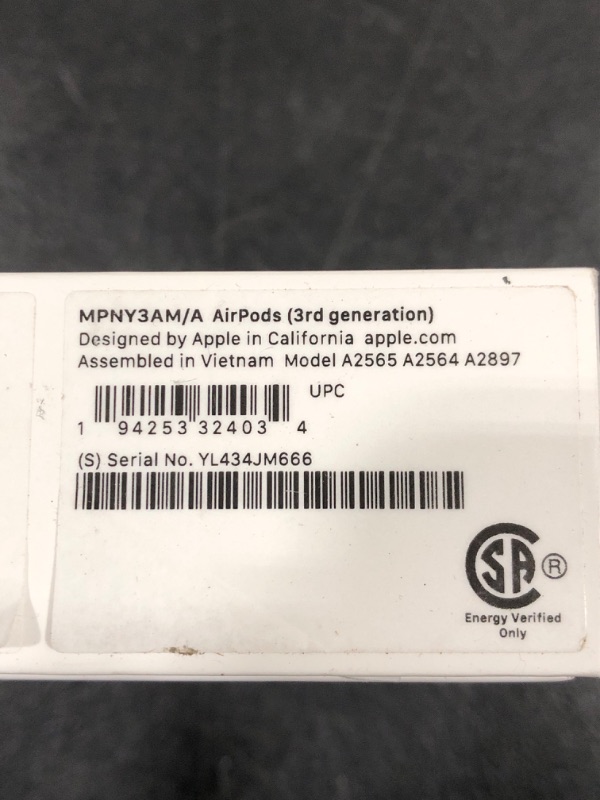 MPNY3AM/A AirPods (3rd generation)
Designed by Apple in California apple.com
Assembled in Vietnam Model A2565 A2564 A2897
UPC
1 94253 32403 4
(S) Serial No. YL434JM666
SA ®
Energy Verified
Only